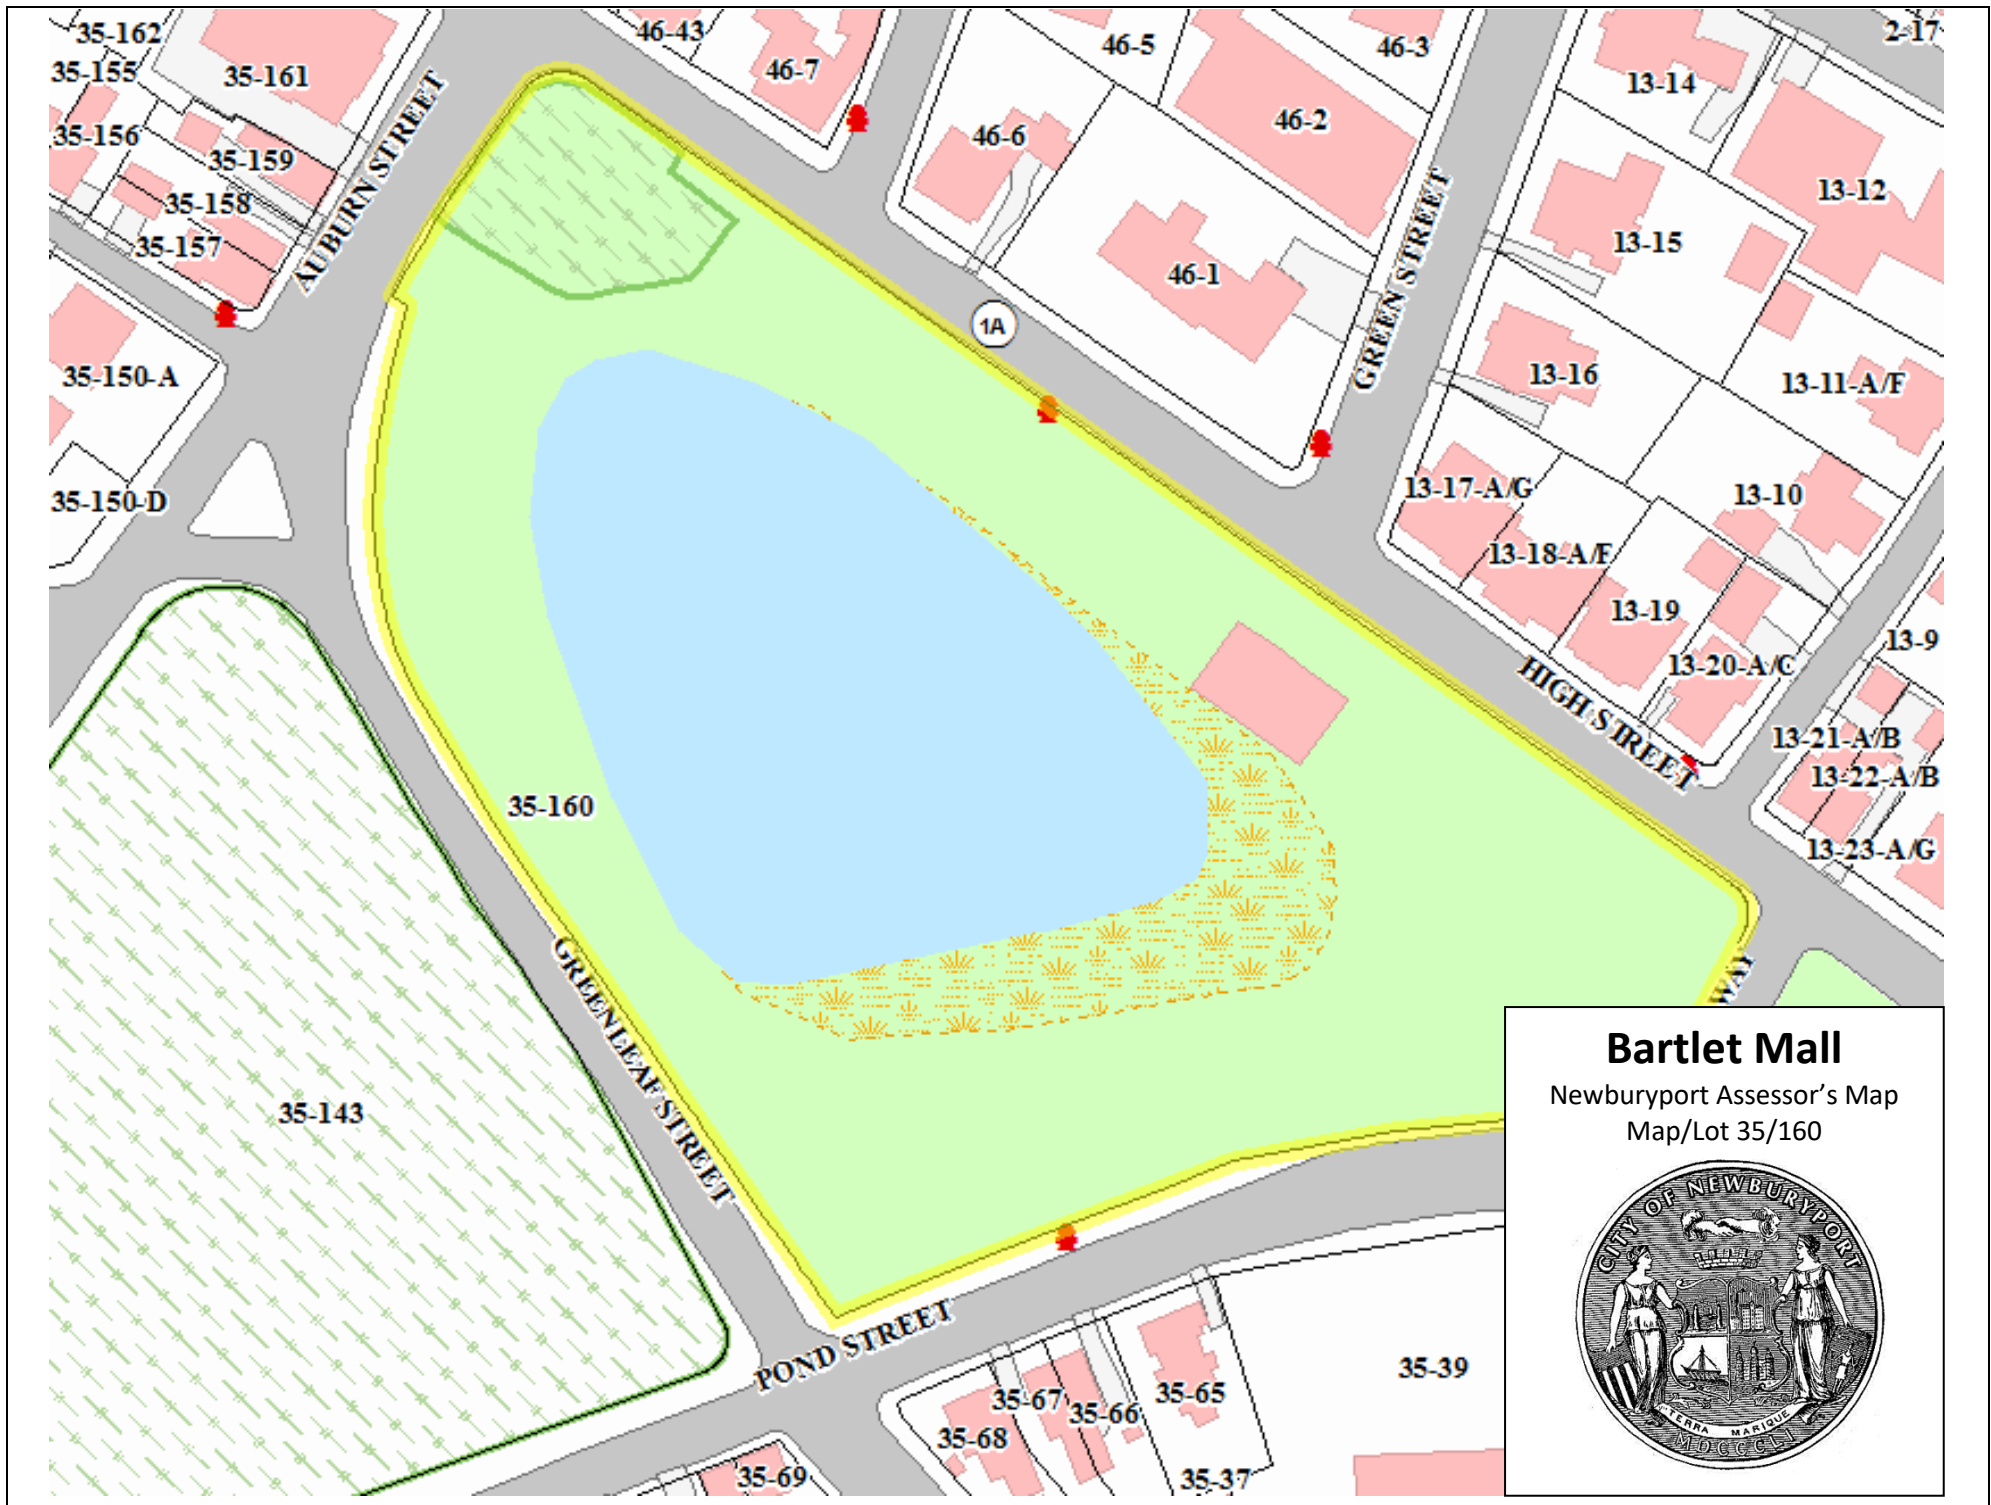 35-162
46-43
46-5
46-3
2-17
35-155
35-161
46-7
13-14
35-156
35-159
46-6
46-2
13-12
35-158
35-157
AUBURN STREET
46-1
GREEN STREET
13-15
1A
35-150-A
13-16
13-11-A/F
35-150-D
13-17-A/G
13-10
13-18-A/F
13-19
13-9
13-20-A/C
HIGH STREET
13-21-A/B
13-22-A/B
35-160
13-23-A/G
WAY
GREENLEAF STREET
35-143
POND STREET
35-39
35-67
35-66
35-65
35-68
35-69
35-37
Bartlet Mall
Newburyport Assessor's Map
Map/Lot 35/160
CITY OF NEWBURYPORT
TERRA MARIQUE
MDCCCLI